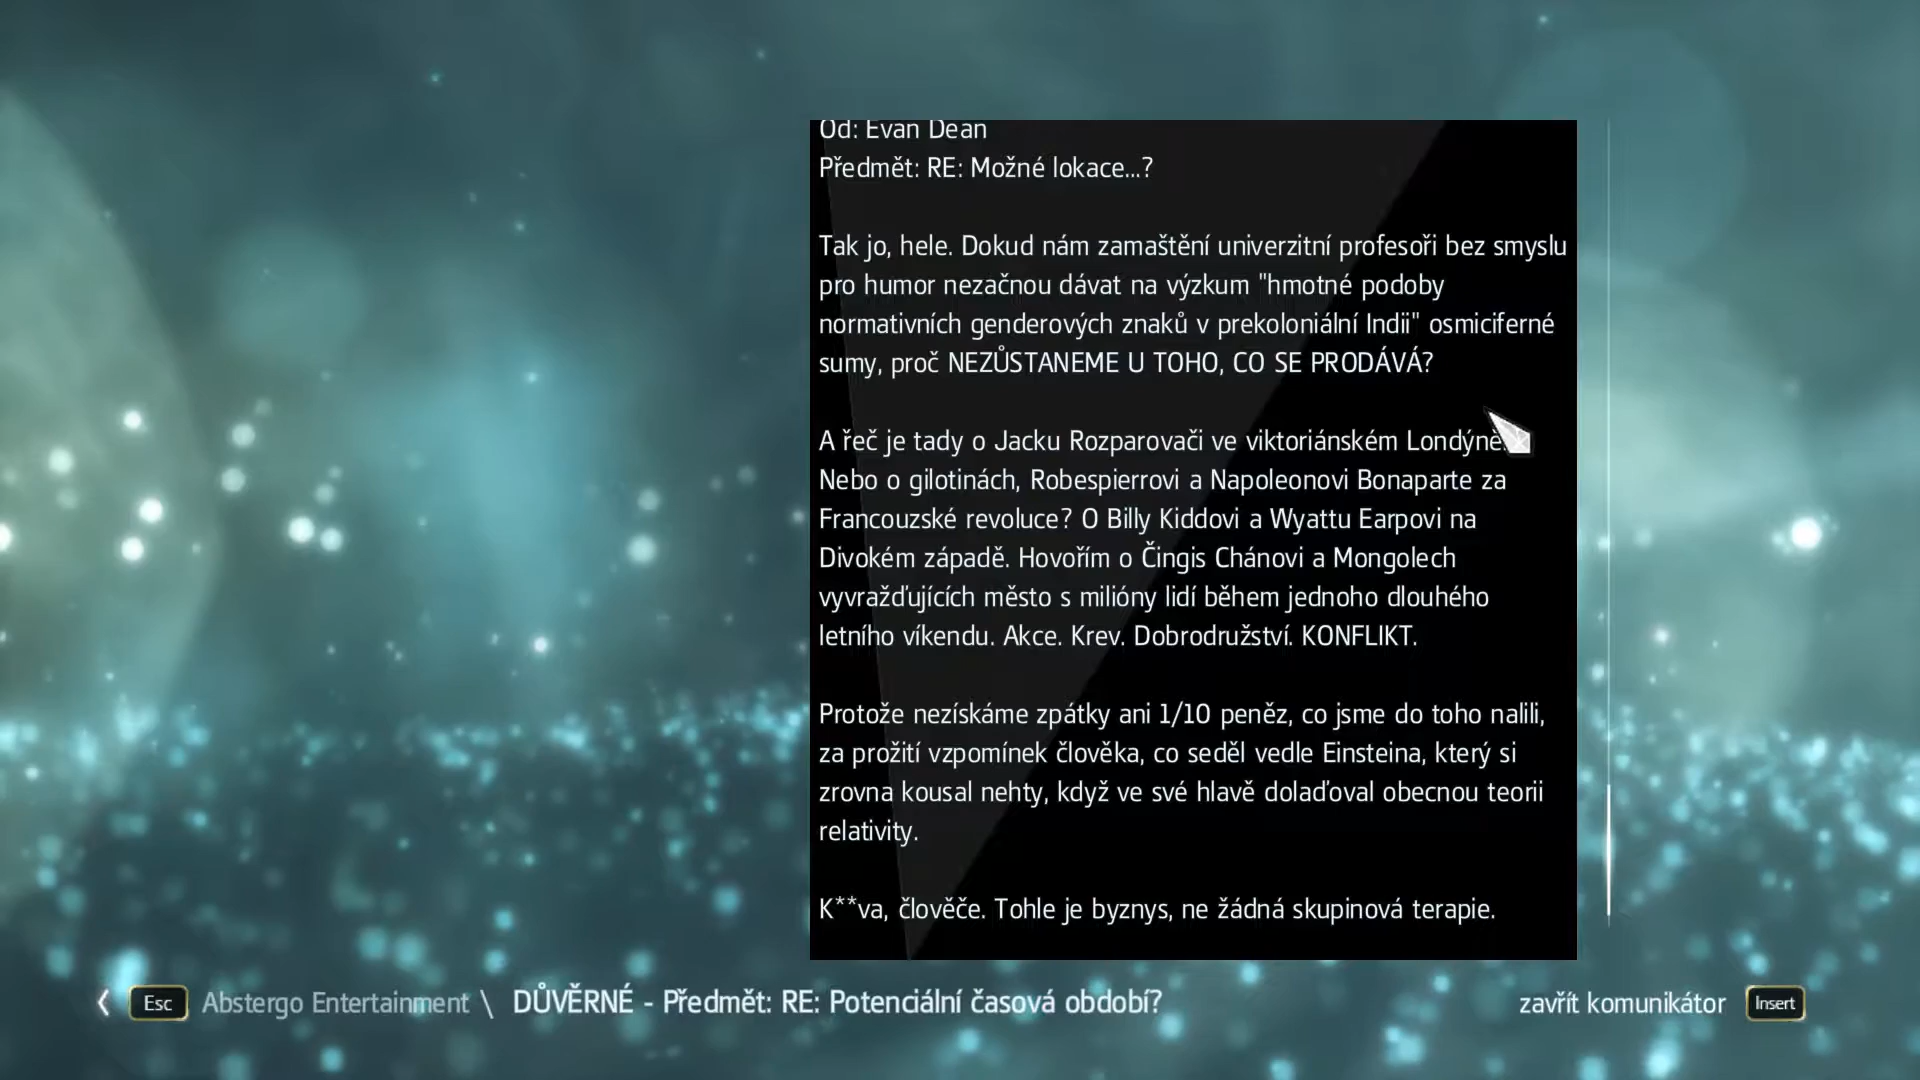 Od: Evan Dean
Předmět: RE: Možné lokace...?
Tak jo, hele. Dokud nám zamaštění univerzitní profesoři bez smyslu
pro humor nezačnou dávat na výzkum "hmotné podoby
normativních genderových znaků v prekoloniální Indii" osmiciferné
sumy, proč NEZŮSTANEME U TOHO, CO SE PRODÁVÁ?
A řeč je tady o Jacku Rozparovači ve viktoriánském Londýně.
Nebo o gilotinách, Robespierrovi a Napoleonovi Bonaparte za
Francouzské revoluce? O Billy Kiddovi a Wyattu Earpovi na
Divokém západě. Hovořím o Čingis Chánovi a Mongolech
vyvražďujících město s milióny lidí během jednoho dlouhého
letního víkendu. Akce. Krev. Dobrodružství. KONFLIKT.
Protože nezískáme zpátky ani 1/10 peněz, co jsme do toho nalili,
za prožití vzpomínek člověka, co seděl vedle Einsteina, který si
zrovna kousal nehty, když ve své hlavě dolaďoval obecnou teorii
relativity.
K**va, člověče. Tohle je byznys, ne žádná skupinová terapie.
Esc Abstergo Entertainment \ DŮVĚRNÉ - Předmět: RE: Potenciální časová období?
zavřít komunikátor Insert